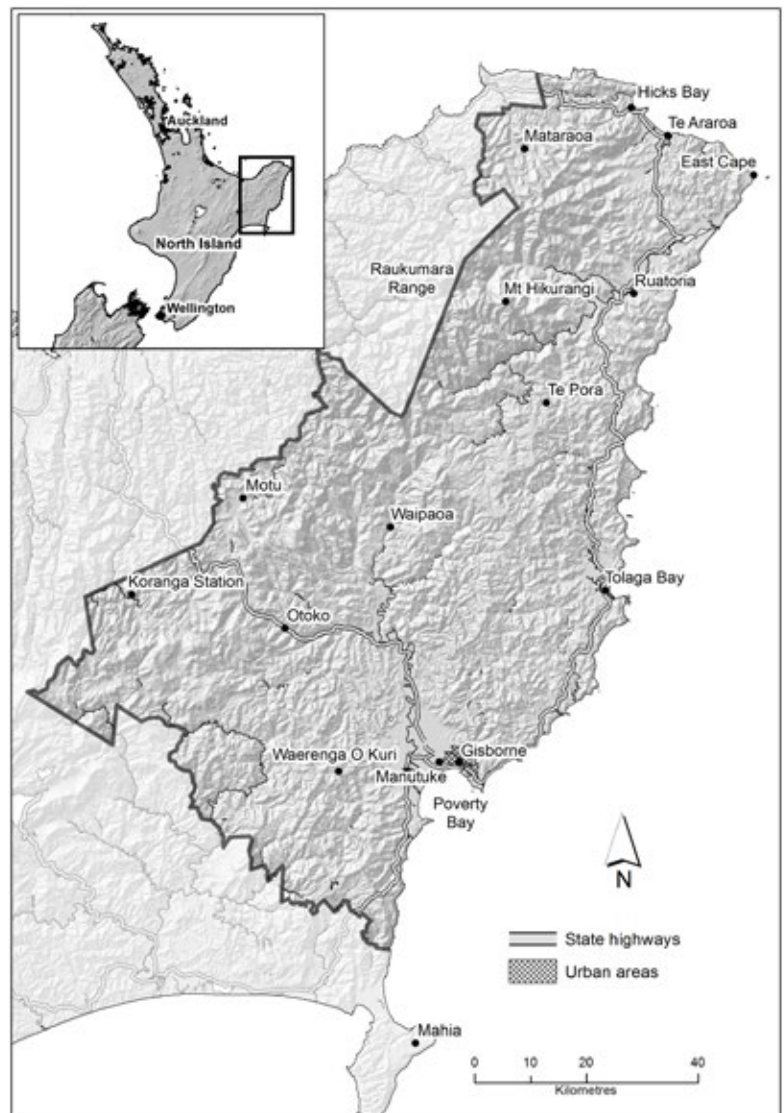 Auckland
North Island
Wellington
Hicks Bay
Te Araroa
Mataraoa
East Cape
Raukumara
Range
Mt Hikurangi
Ruatoria
Te Pora
Motu
Waipaoa
Koranga Station
Tolaga Bay
Otoko
Waerenga O Kuri
Gisborne
Manutuke
Poverty
Bay
N
State highways
Urban areas
Mahia
0 10 20 40
Kilometres